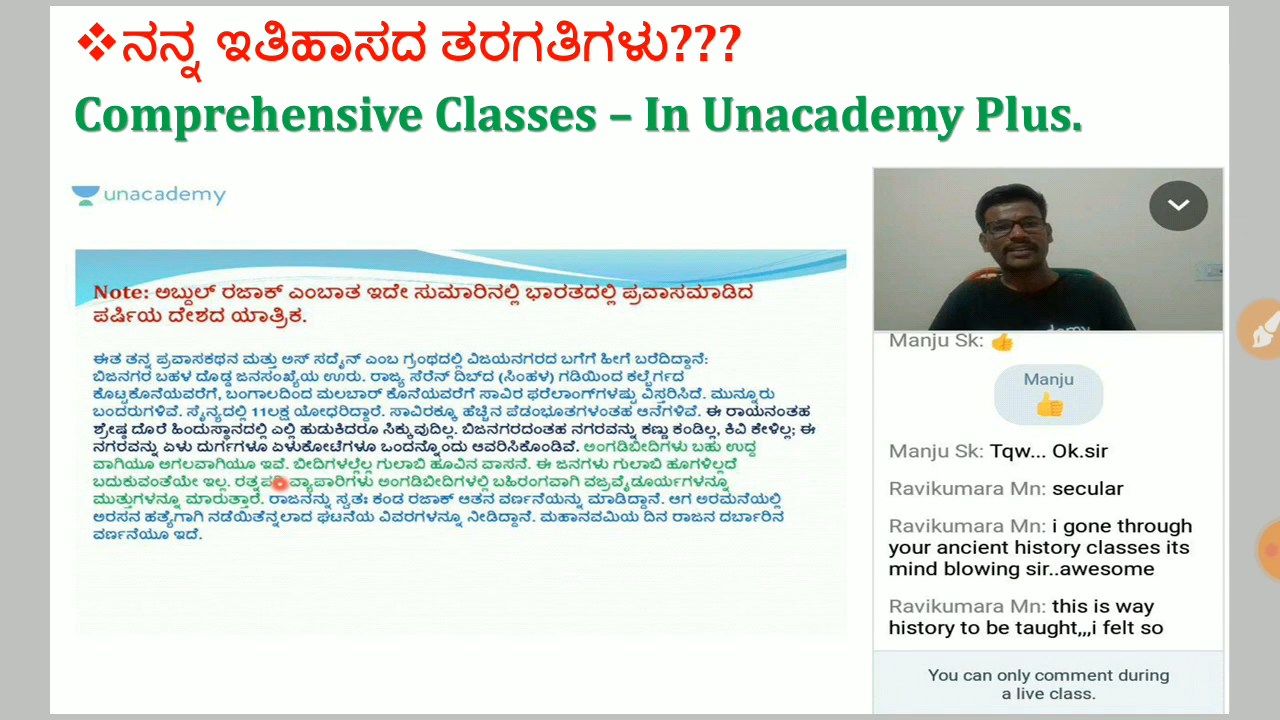 ❖ನನ್ನ ಇತಿಹಾಸದ ತರಗತಿಗಳು???
Comprehensive Classes – In Unacademy Plus.
unacademy
Note: ಅಬ್ದುಲ್ ರಜಾಕ್ ಎಂಬಾತ ಇದೇ ಸುಮಾರಿನಲ್ಲಿ ಭಾರತದಲ್ಲಿ ಪ್ರವಾಸಮಾಡಿದ
ಪರ್ಷಿಯ ದೇಶದ ಯಾತ್ರಿಕ.
ಈತ ತನ್ನ ಪ್ರವಾಸಕಥನ ಮತ್ತು ಅಸ್ ಸದೈನ್ ಎಂಬ ಗ್ರಂಥದಲ್ಲಿ ವಿಜಯನಗರದ ಬಗೆಗೆ ಹೀಗೆ ಬರೆದಿದ್ದಾನೆ:
ಬಿಜನಗರ ಬಹಳ ದೊಡ್ಡ ಜನಸಂಖ್ಯೆಯ ಊರು. ರಾಜ್ಯ ಸೆರೆನ್ ದಿಬ್‌ದ (ಸಿಂಹಳ) ಗಡಿಯಿಂದ ಕಲ್ಬೆರ್ಗದ
ಕೊಟ್ಟಕೊನೆಯವರೆಗೆ, ಬಂಗಾಲದಿಂದ ಮಲಬಾರ್ ಕೊನೆಯವರೆಗೆ ಸಾವಿರ ಫರೆಲಾಂಗ್‌ಗಳಷ್ಟು ವಿಸ್ತರಿಸಿದೆ. ಮುನ್ನೂರು
ಬಂದರುಗಳಿವೆ. ಸೈನ್ಯದಲ್ಲಿ 11ಲಕ್ಷ ಯೋಧರಿದ್ದಾರೆ. ಸಾವಿರಕ್ಕೂ ಹೆಚ್ಚಿನ ಪೆಡಂಭೂತಗಳಂತಹ ಆನೆಗಳಿವೆ. ಈ ರಾಯನಂತಹ
ಶ್ರೇಷ್ಠ ದೊರೆ ಹಿಂದುಸ್ಥಾನದಲ್ಲಿ ಎಲ್ಲಿ ಹುಡುಕಿದರೂ ಸಿಕ್ಕುವುದಿಲ್ಲ. ಬಿಜನಗರದಂತಹ ನಗರವನ್ನು ಕಣ್ಣು ಕಂಡಿಲ್ಲ, ಕಿವಿ ಕೇಳಿಲ್ಲ; ಈ
ನಗರವನ್ನು ಏಳು ದುರ್ಗಗಳೂ ಏಳುಕೋಟೆಗಳೂ ಒಂದನ್ನೊಂದು ಆವರಿಸಿಕೊಂಡಿವೆ. ಅಂಗಡಿಬೀದಿಗಳು ಬಹು ಉದ್ದ
ವಾಗಿಯೂ ಅಗಲವಾಗಿಯೂ ಇವೆ. ಬೀದಿಗಳಲ್ಲೆಲ್ಲ ಗುಲಾಬಿ ಹೂವಿನ ವಾಸನೆ. ಈ ಜನಗಳು ಗುಲಾಬಿ ಹೂಗಳಿಲ್ಲದೆ
ಬದುಕುವಂತೆಯೇ ಇಲ್ಲ. ವ್ಯಾಪಾರಿಗಳು ಅಂಗಡಿಬೀದಿಗಳಲ್ಲಿ ಬಹಿರಂಗವಾಗಿ ವಜ್ರವೈಡೂರ್ಯಗಳನ್ನೂ
ಮುತ್ತುಗಳನ್ನೂ ಮಾರುತ್ತಾರೆ. ರಾಜನನ್ನು ಸ್ವತಃ ಕಂಡ ರಜಾಕ್ ಆತನ ವರ್ಣನೆಯನ್ನು ಮಾಡಿದ್ದಾನೆ. ಆಗ ಅರಮನೆಯಲ್ಲಿ
ಅರಸನ ಹತ್ಯೆಗಾಗಿ ನಡೆಯಿತೆನ್ನಲಾದ ಘಟನೆಯ ವಿವರಗಳನ್ನೂ ನೀಡಿದ್ದಾನೆ. ಮಹಾನವಮಿಯ ದಿನ ರಾಜನ ದರ್ಬಾರಿನ
ವರ್ಣನೆಯೂ ಇದೆ.
Manju Sk: 👍
Manju
👍
Manju Sk: Tqw... Ok.sir
Ravikumara Mn: secular
Ravikumara Mn: i gone through
your ancient history classes its
mind blowing sir..awesome
Ravikumara Mn: this is way
history to be taught,,,i felt so
You can only comment during
a live class.